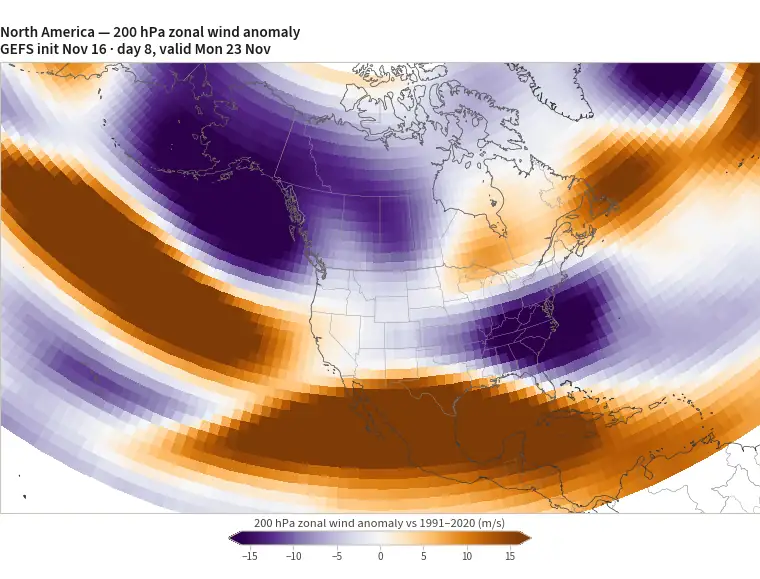 North America — 200 hPa zonal wind anomaly
GEFS init Nov 16 · day 8, valid Mon 23 Nov
200 hPa zonal wind anomaly vs 1991–2020 (m/s)
−15 −10 −5 0 5 10 15